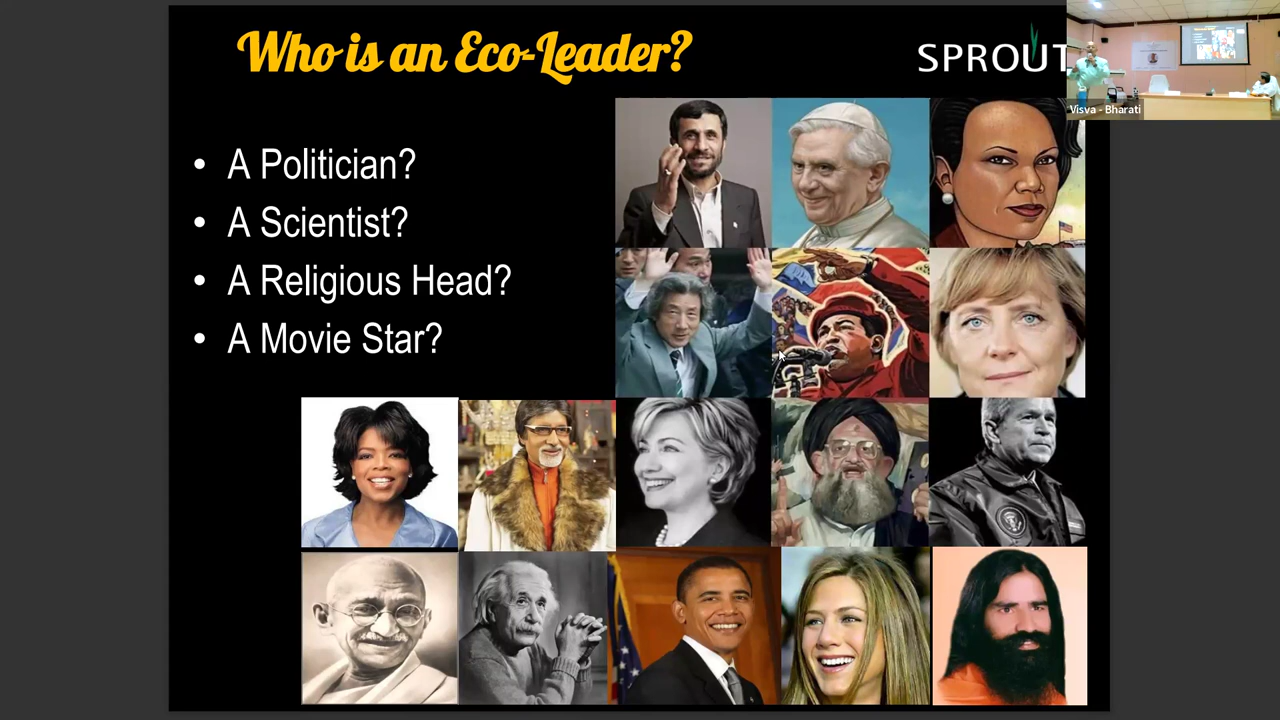 Who is an Eco-Leader?
SPROUT
Visva - Bharati
• A Politician?
• A Scientist?
• A Religious Head?
• A Movie Star?